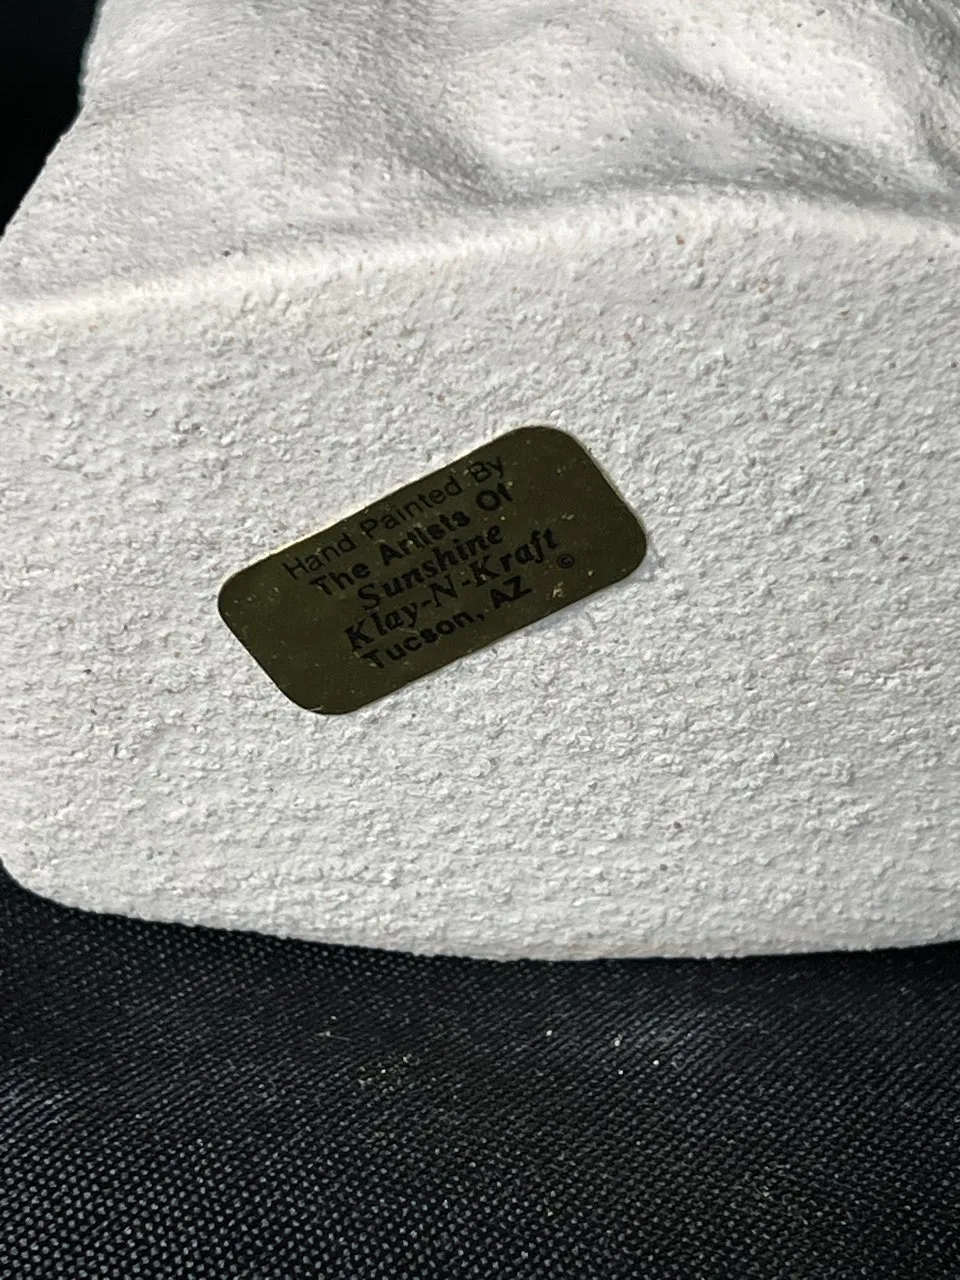 Hand Painted By
The Artists Of
Sunshine
Klay-N-Kraft ©
Tucson, AZ